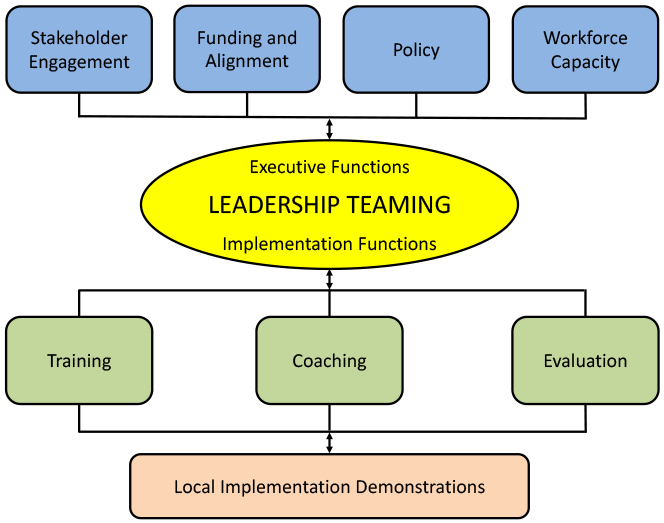 Stakeholder
Engagement
Funding and
Alignment
Policy
Workforce
Capacity
Executive Functions
LEADERSHIP TEAMING
Implementation Functions
Training
Coaching
Evaluation
Local Implementation Demonstrations